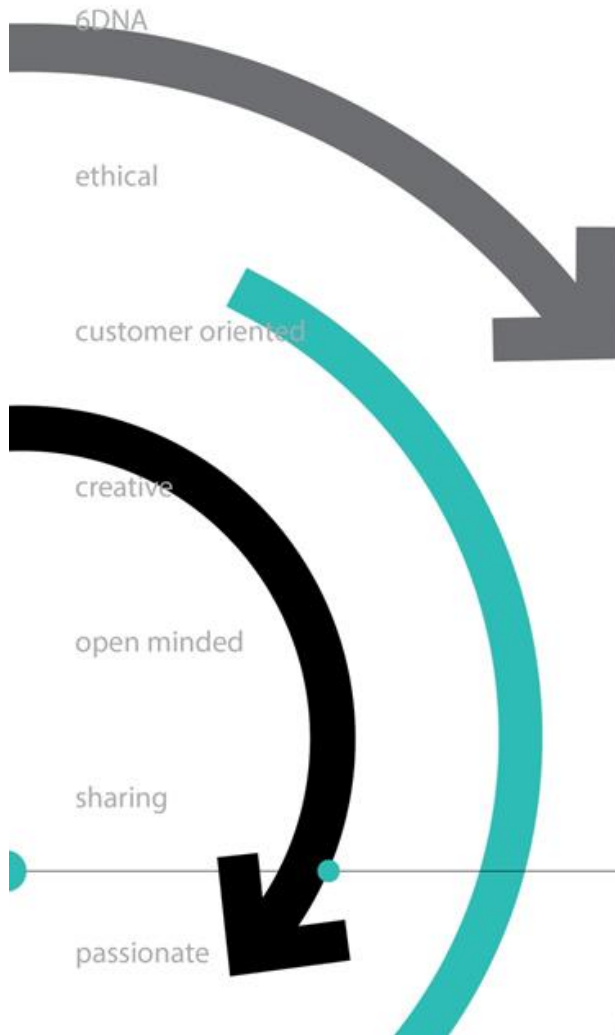 6DNA
ethical
customer oriented
creative
open minded
sharing
passionate